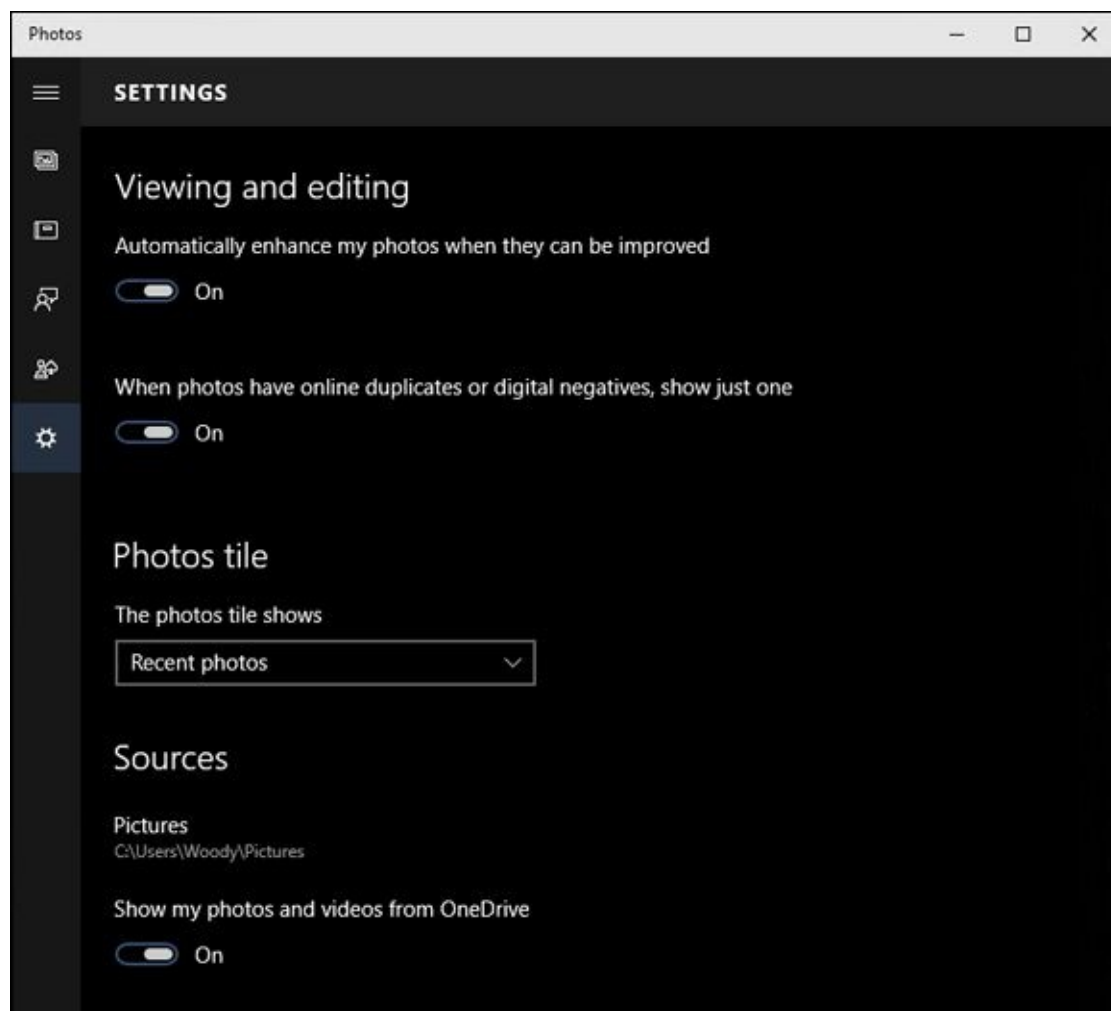 Photos
SETTINGS
Viewing and editing
Automatically enhance my photos when they can be improved
On
When photos have online duplicates or digital negatives, show just one
On
Photos tile
The photos tile shows
Recent photos
Sources
Pictures
C:\Users\Woody\Pictures
Show my photos and videos from OneDrive
On